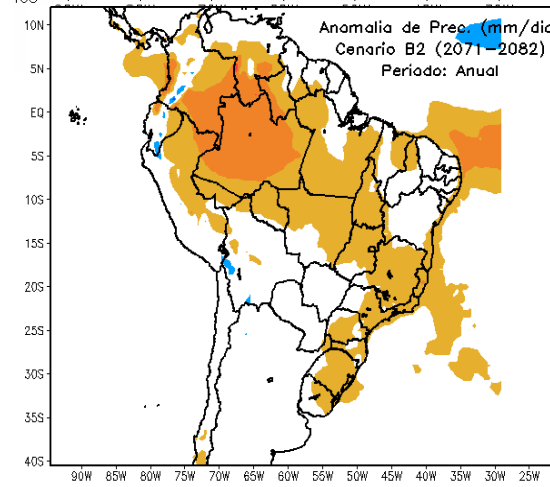 Anomalia de Prec. (mm/dia
Cenario B2 (2071-2082)
Periodo: Anual
10N
5N
EQ
5S
10S
15S
20S
25S
30S
35S
40S
90W 85W 80W 75W 70W 65W 60W 55W 50W 45W 40W 35W 30W 25W